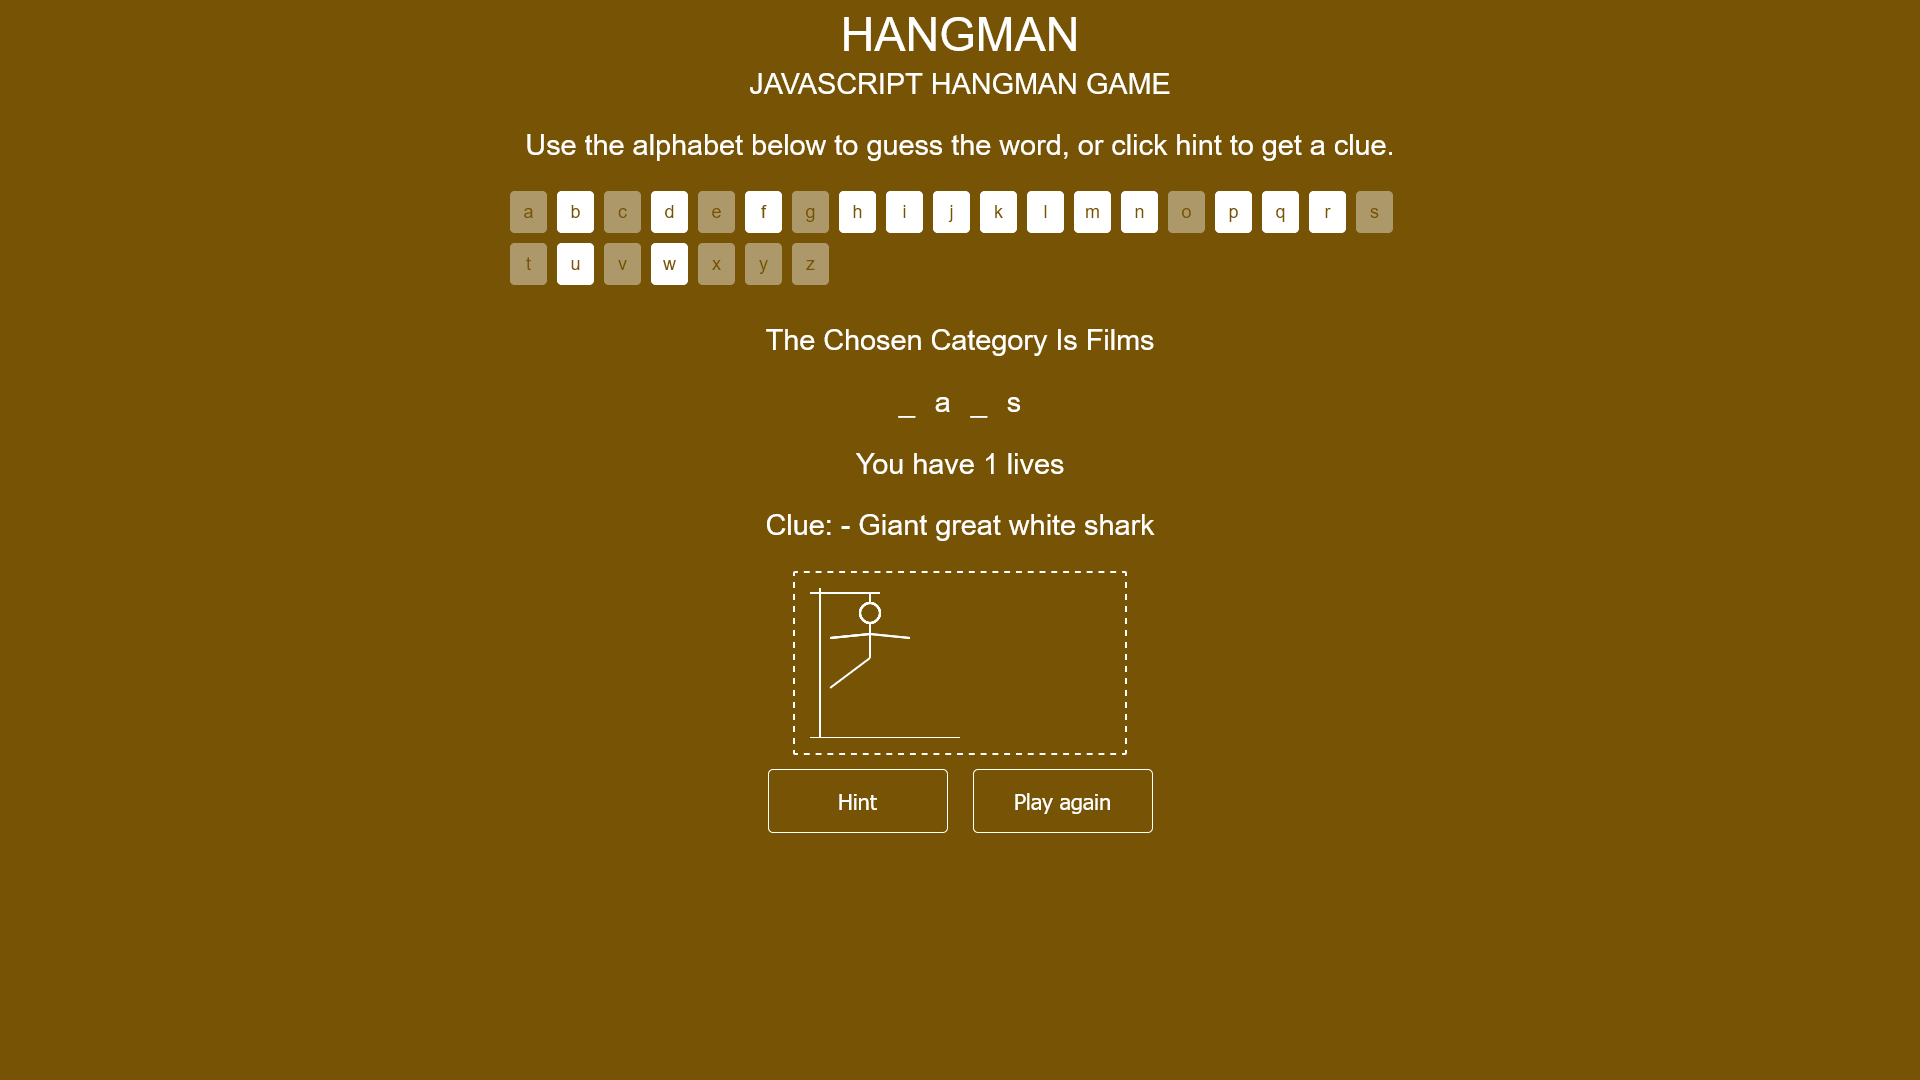 HANGMAN
JAVASCRIPT HANGMAN GAME
Use the alphabet below to guess the word, or click hint to get a clue.
a b c d e f g h i j k l m n o p q r s
t u v w x y z
The Chosen Category Is Films
_ a _ s
You have 1 lives
Clue: - Giant great white shark
Hint Play again